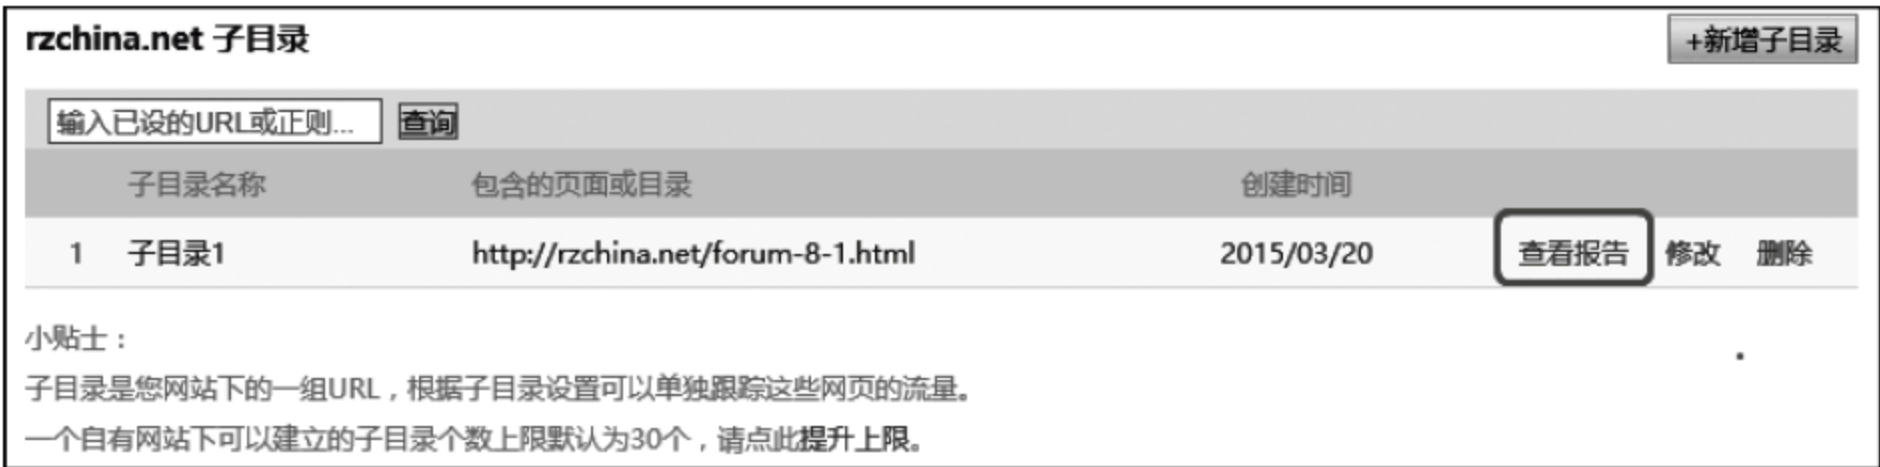 rzchina.net 子目录 +新增子目录
输入已设的URL或正则... 查询
子目录名称 包含的页面或目录 创建时间
1 子目录1 http://rzchina.net/forum-8-1.html 2015/03/20 查看报告 修改 删除
小贴士：
子目录是您网站下的一组URL，根据子目录设置可以单独跟踪这些网页的流量。
一个自有网站下可以建立的子目录个数上限默认为30个，请点此提升上限。